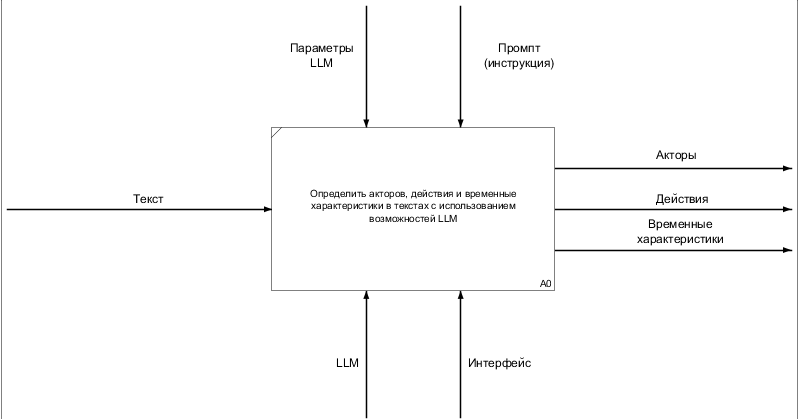 Параметры
LLM
Промпт
(инструкция)
Текст
Определить акторов, действия и временные
характеристики в текстах с использованием
возможностей LLM
A0
Акторы
Действия
Временные
характеристики
LLM
Интерфейс